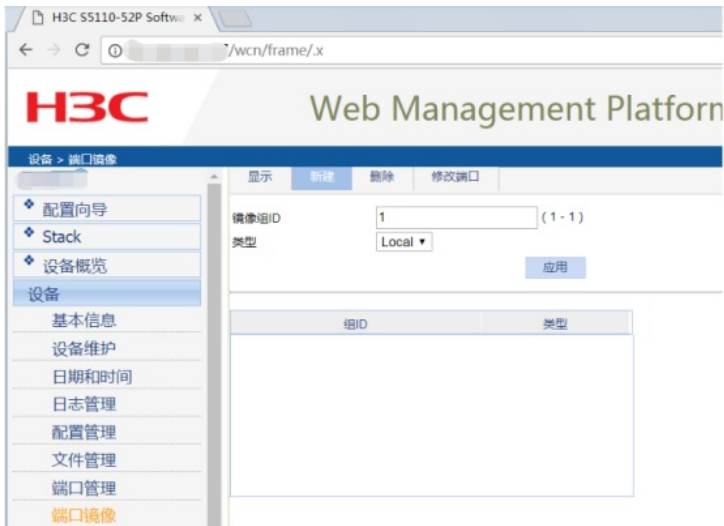 H3C S5110-52P Softwa
/wcn/frame/.x
H3C
Web Management Platform
设备 > 端口镜像
显示 新建 删除 修改端口
配置向导
Stack
设备概览
设备
基本信息
设备维护
日期和时间
日志管理
配置管理
文件管理
端口管理
端口镜像
镜像组ID 1 (1-1)
类型 Local
应用
组ID 类型